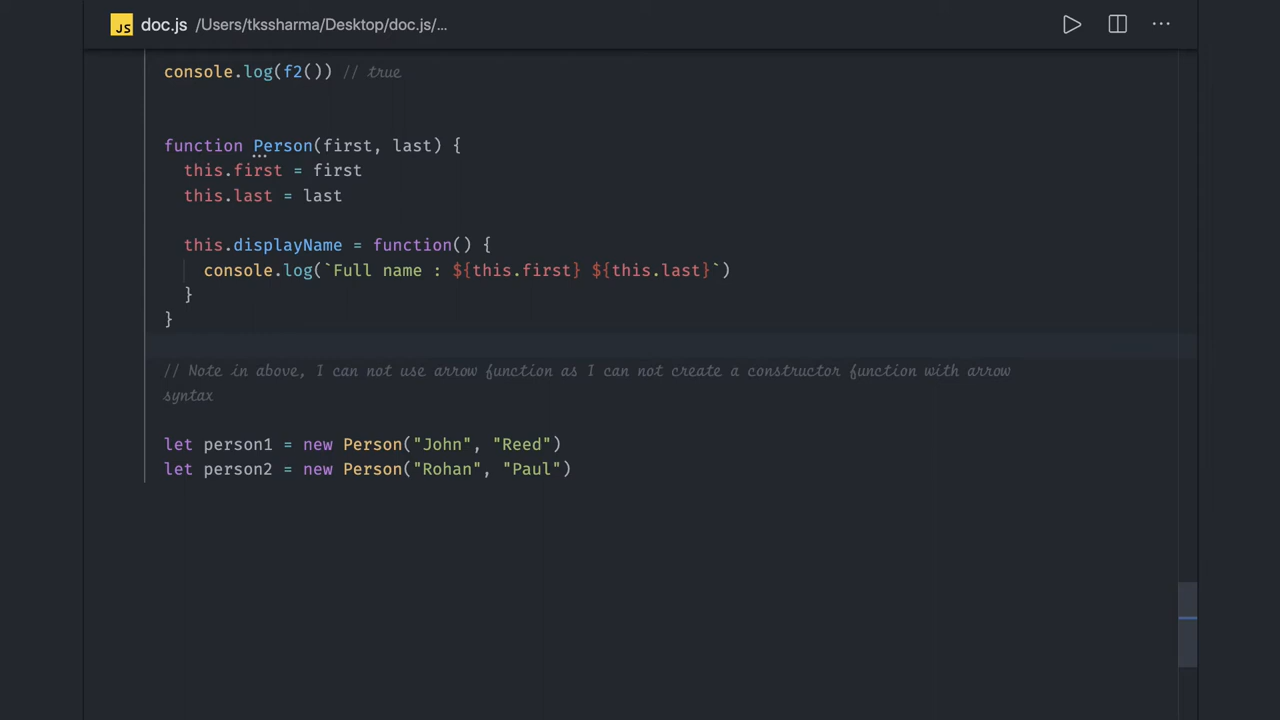 JS doc.js /Users/tkssharma/Desktop/doc.js/...
console.log(f2()) // true
function Person(first, last) {
this.first = first
this.last = last
this.displayName = function() {
console.log(`Full name : ${this.first} ${this.last}`)
}
}
// Note in above, I can not use arrow function as I can not create a constructor function with arrow
syntax
let person1 = new Person("John", "Reed")
let person2 = new Person("Rohan", "Paul")